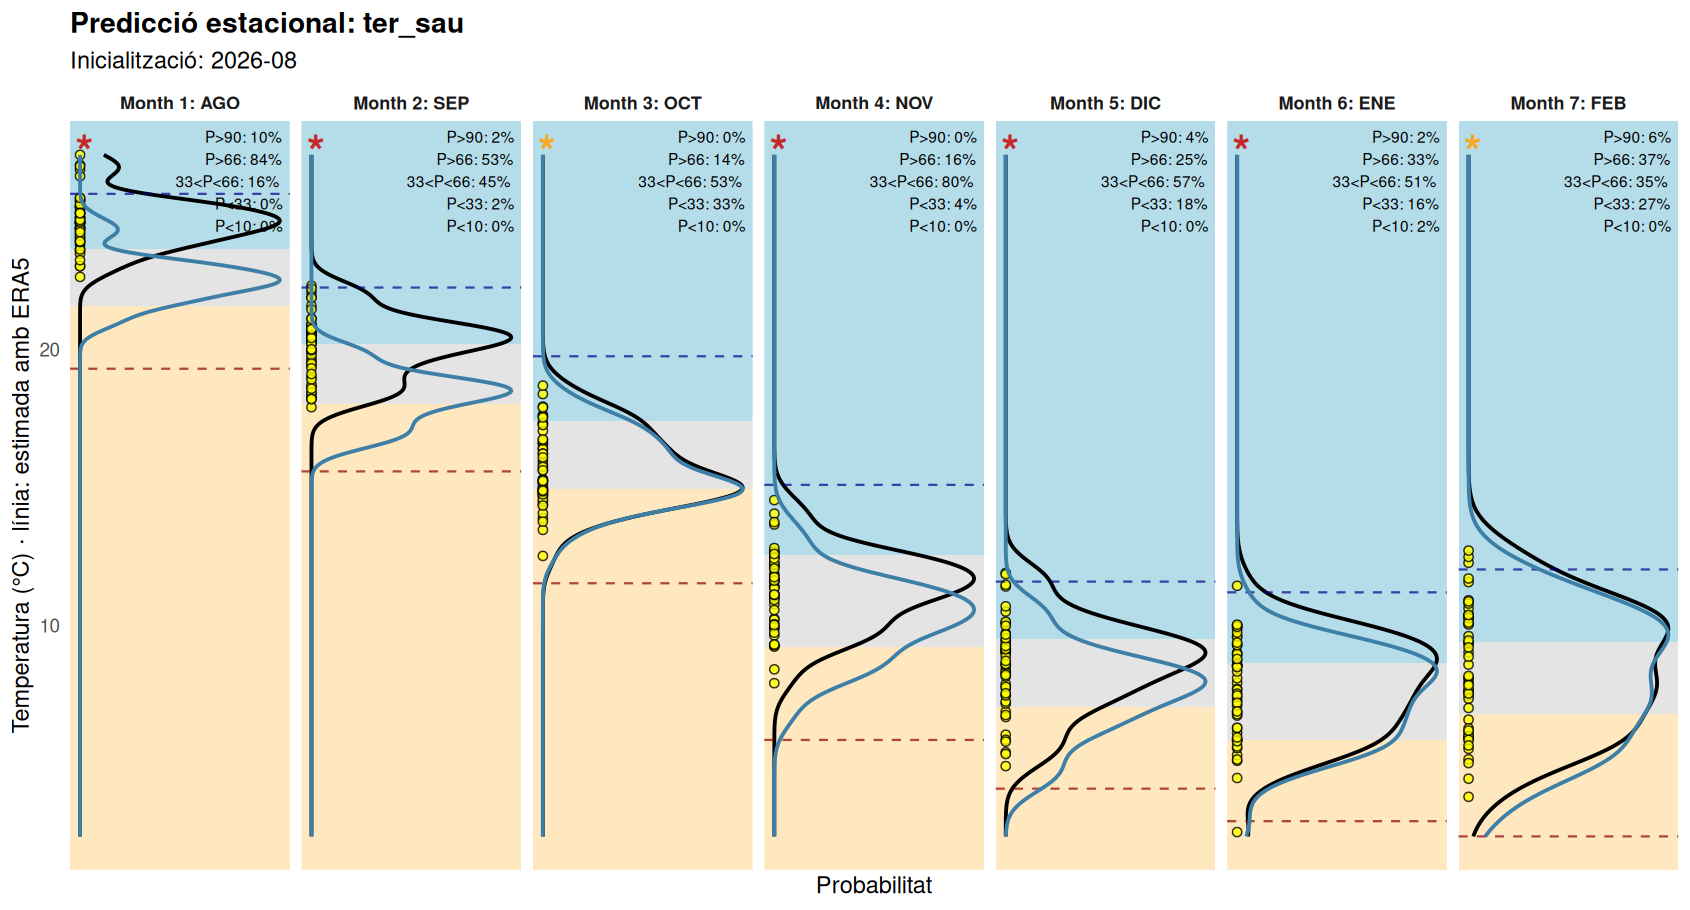 Predicció estacional: ter_sau
Inicialització: 2026-08
Month 1: AGO
Month 2: SEP
Month 3: OCT
Month 4: NOV
Month 5: DIC
Month 6: ENE
Month 7: FEB
P>90: 10%
P>66: 84%
33<P<66: 16%
P<33: 0%
P<10: 0%
P>90: 2%
P>66: 53%
33<P<66: 45%
P<33: 2%
P<10: 0%
P>90: 0%
P>66: 14%
33<P<66: 53%
P<33: 33%
P<10: 0%
P>90: 0%
P>66: 16%
33<P<66: 80%
P<33: 4%
P<10: 0%
P>90: 4%
P>66: 25%
33<P<66: 57%
P<33: 18%
P<10: 0%
P>90: 2%
P>66: 33%
33<P<66: 51%
P<33: 16%
P<10: 2%
P>90: 6%
P>66: 37%
33<P<66: 35%
P<33: 27%
P<10: 0%
Temperatura (°C) · línia: estimada amb ERA5
20
10
Probabilitat